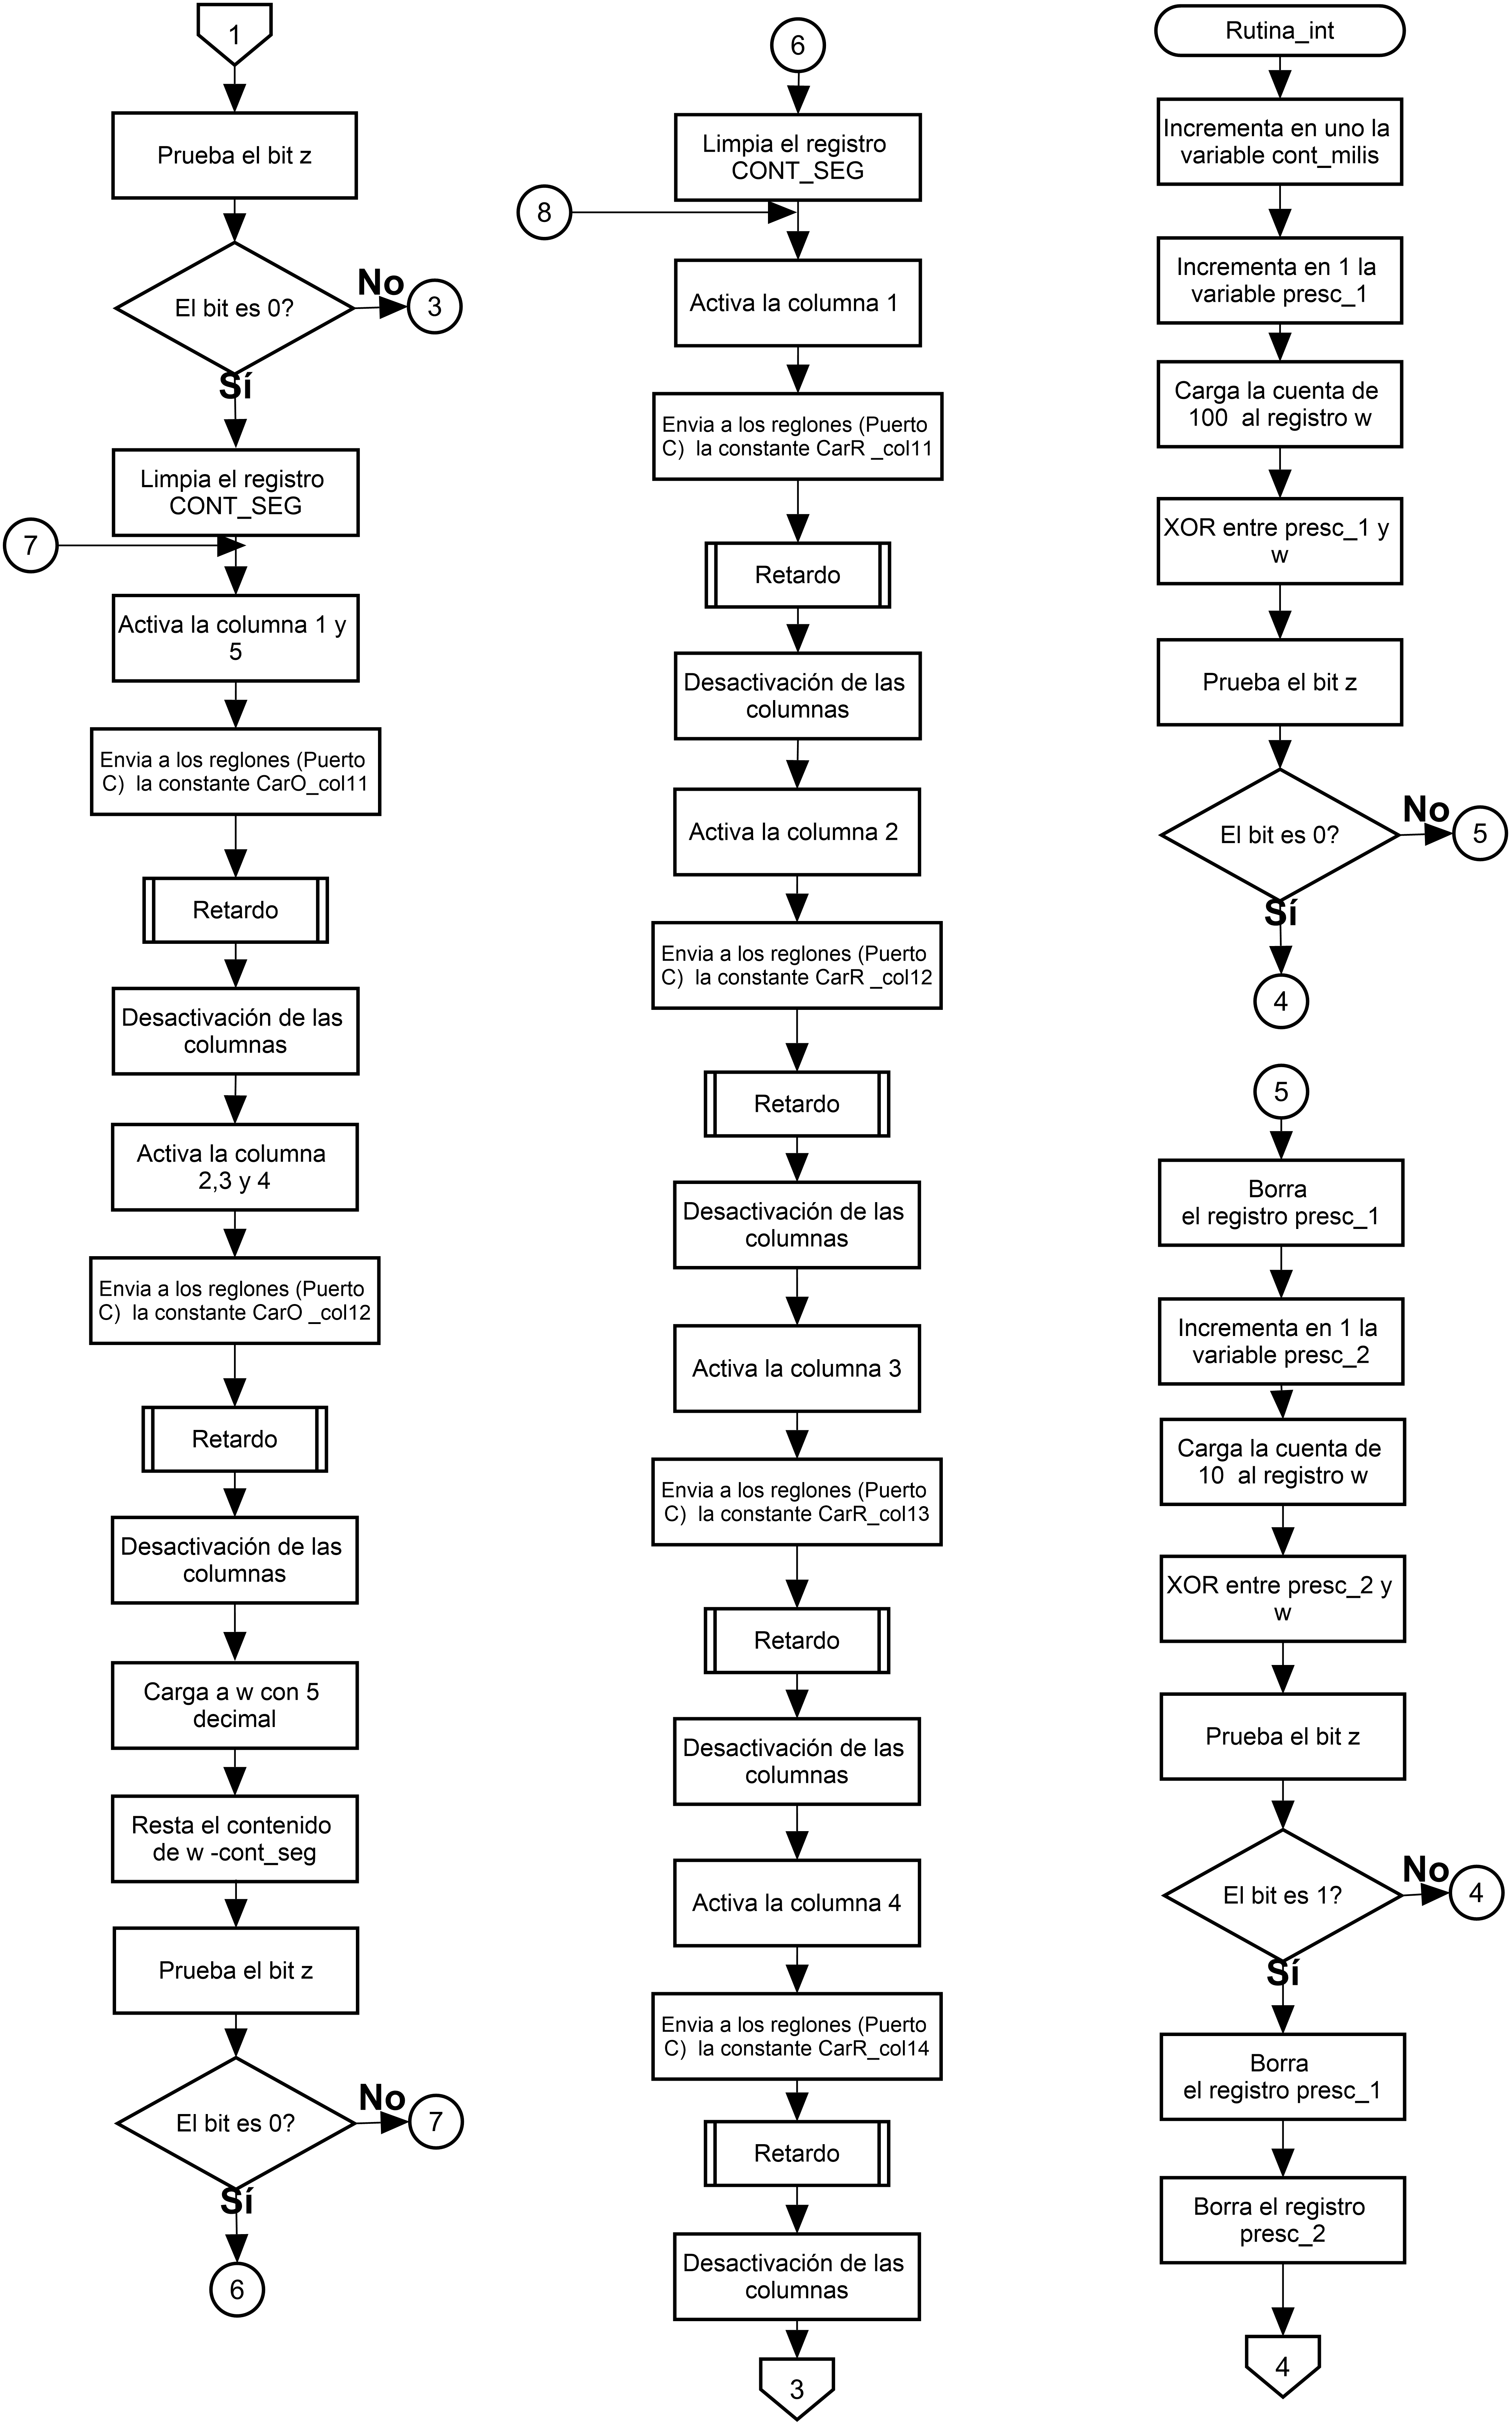 1
Prueba el bit z
El bit es 0?
No
3
Sí
Limpia el registro
CONT_SEG
7
Activa la columna 1 y
5
Envia a los reglones (Puerto
C)  la constante CarO_col11
Retardo
Desactivación de las
columnas
Activa la columna
2,3 y 4
Envia a los reglones (Puerto
C)  la constante CarO _col12
Retardo
Desactivación de las
columnas
Carga a w con 5
decimal
Resta el contenido
de w -cont_seg
Prueba el bit z
El bit es 0?
No
7
Sí
6
6
Limpia el registro
CONT_SEG
8
Activa la columna 1
Envia a los reglones (Puerto
C)  la constante CarR _col11
Retardo
Desactivación de las
columnas
Activa la columna 2
Envia a los reglones (Puerto
C)  la constante CarR _col12
Retardo
Desactivación de las
columnas
Activa la columna 3
Envia a los reglones (Puerto
C)  la constante CarR_col13
Retardo
Desactivación de las
columnas
Activa la columna 4
Envia a los reglones (Puerto
C)  la constante CarR_col14
Retardo
Desactivación de las
columnas
3
Rutina_int
Incrementa en uno la
variable cont_milis
Incrementa en 1 la
variable presc_1
Carga la cuenta de
100  al registro w
XOR entre presc_1 y
w
Prueba el bit z
El bit es 0?
No
5
Sí
4
5
Borra
el registro presc_1
Incrementa en 1 la
variable presc_2
Carga la cuenta de
10  al registro w
XOR entre presc_2 y
w
Prueba el bit z
El bit es 1?
No
4
Sí
Borra
el registro presc_1
Borra el registro
presc_2
4